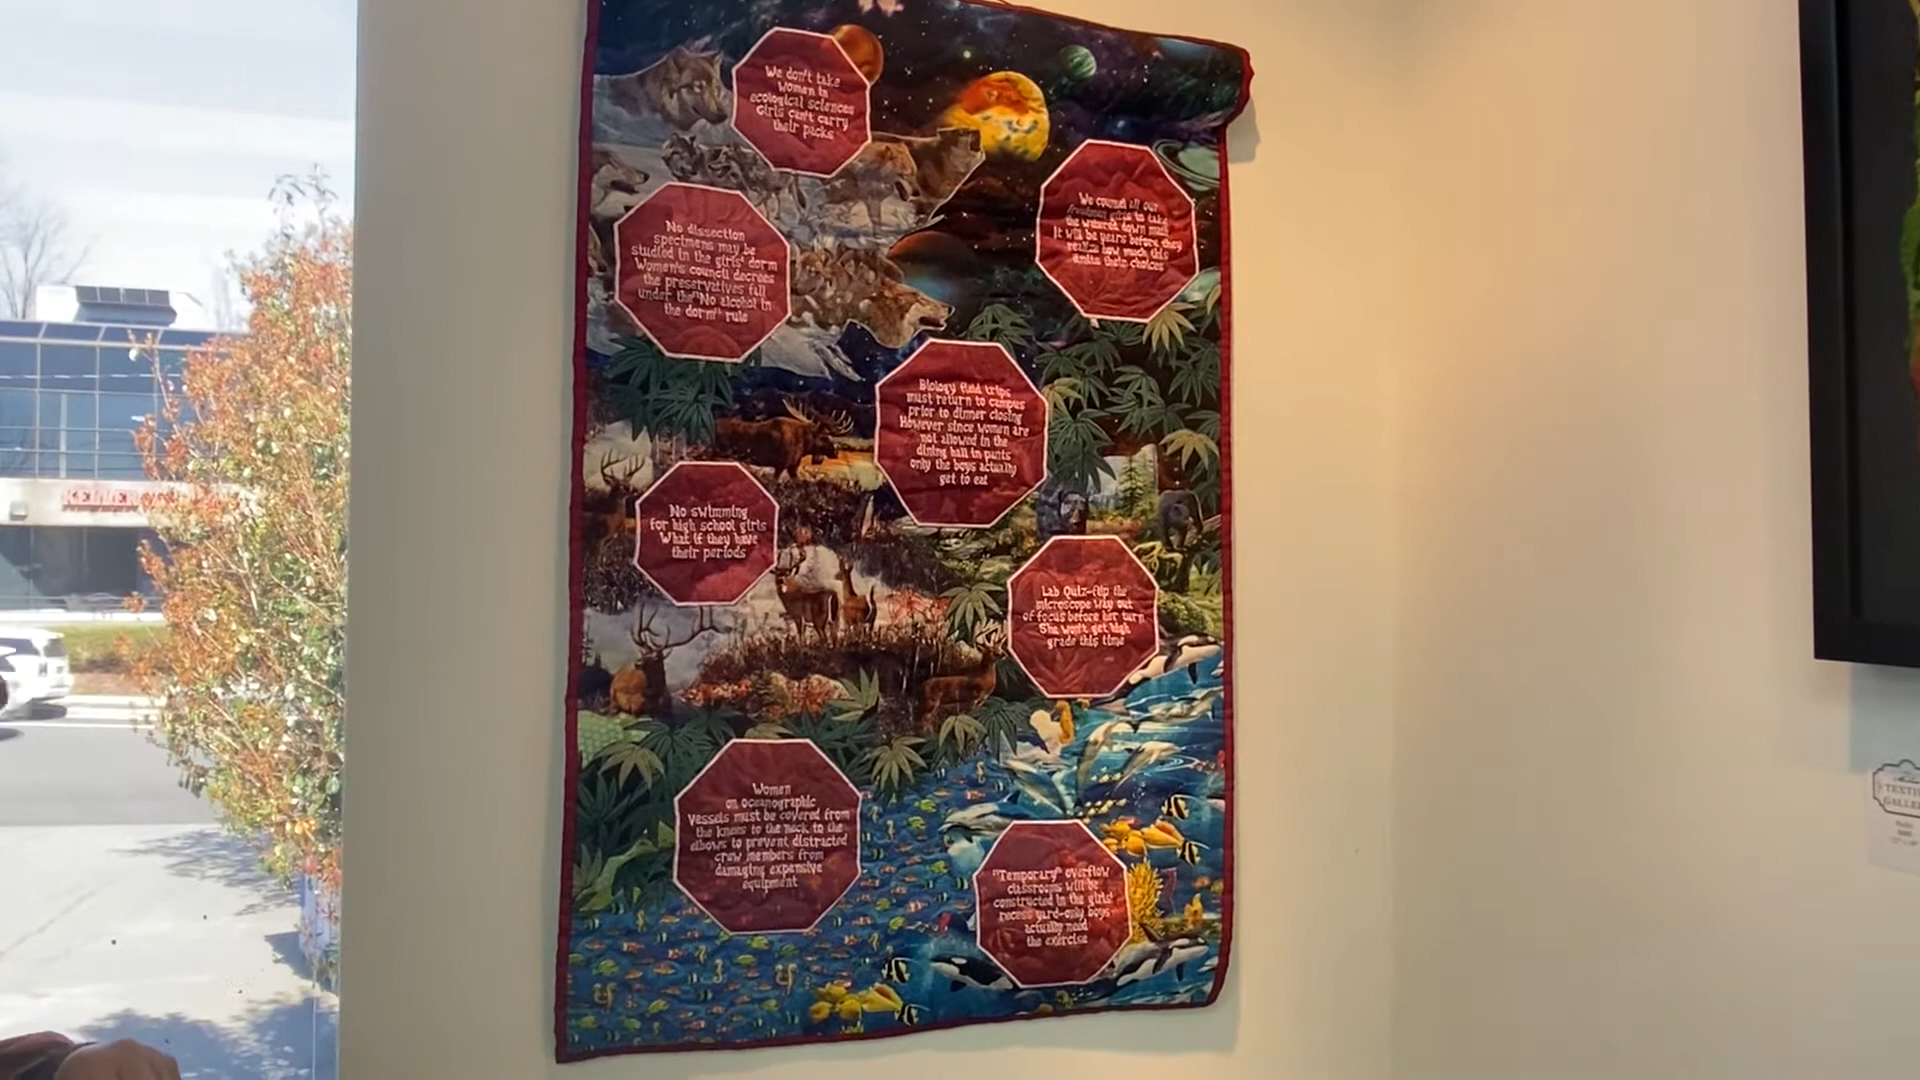 We don't take
women in
ecological sciences
Girls can't carry
their packs
We counsel all our
freshmen girls to take
the watered down math
It will be years before they
realize how much this
limits their choices
No dissection
specimens may be
studied in the girls' dorm
Women's council decrees
the preservatives fall
under the "No alcohol in
the dorm" rule
Biology field trips
must return to campus
prior to dinner closing
However since women are
not allowed in the
dining hall in pants
only the boys actually
get to eat
No swimming
for high school girls
What if they have
their periods
Lab Quiz-flip the
microscope way out
of focus before her turn
She won't get high
grade this time
Women
on oceanographic
vessels must be covered from
the knees to the neck to the
elbows to prevent distracted
crew members from
damaging expensive
equipment
"Temporary" overflow
classrooms will be
constructed in the girls'
recess yard-only boys
actually need
the exercise